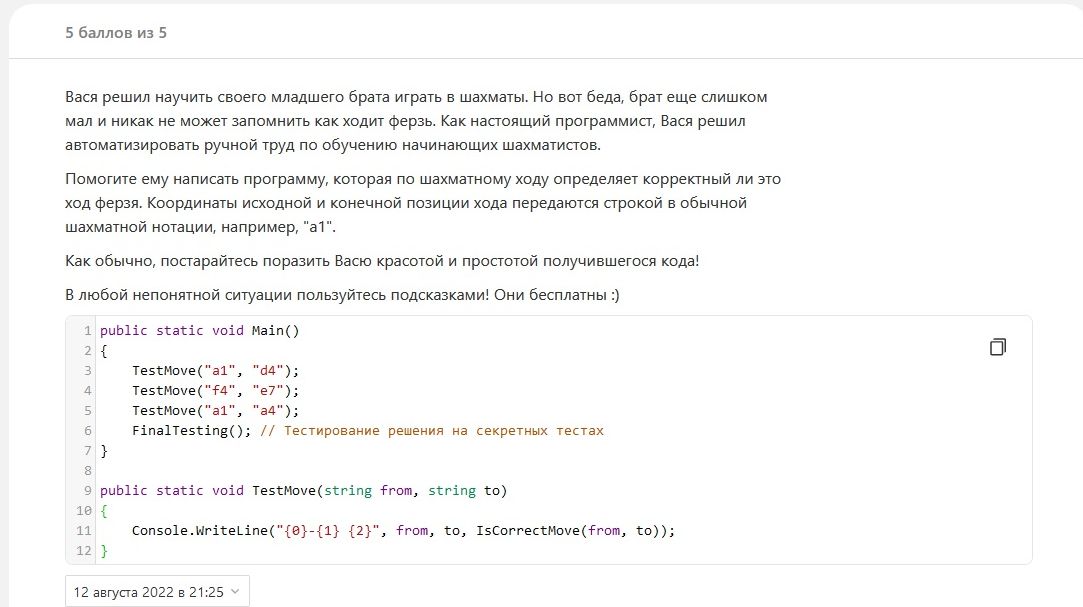 5 баллов из 5
Вася решил научить своего младшего брата играть в шахматы. Но вот беда, брат еще слишком
мал и никак не может запомнить как ходит ферзь. Как настоящий программист, Вася решил
автоматизировать ручной труд по обучению начинающих шахматистов.
Помогите ему написать программу, которая по шахматному ходу определяет корректный ли это
ход ферзя. Координаты исходной и конечной позиции хода передаются строкой в обычной
шахматной нотации, например, "a1".
Как обычно, постарайтесь поразить Васю красотой и простотой получившегося кода!
В любой непонятной ситуации пользуйтесь подсказками! Они бесплатны :)
1 public static void Main()
2 {
3 TestMove("a1", "d4");
4 TestMove("f4", "e7");
5 TestMove("a1", "a4");
6 FinalTesting(); // Тестирование решения на секретных тестах
7 }
8
9 public static void TestMove(string from, string to)
10 {
11 Console.WriteLine("{0}-{1} {2}", from, to, IsCorrectMove(from, to));
12 }
12 августа 2022 в 21:25